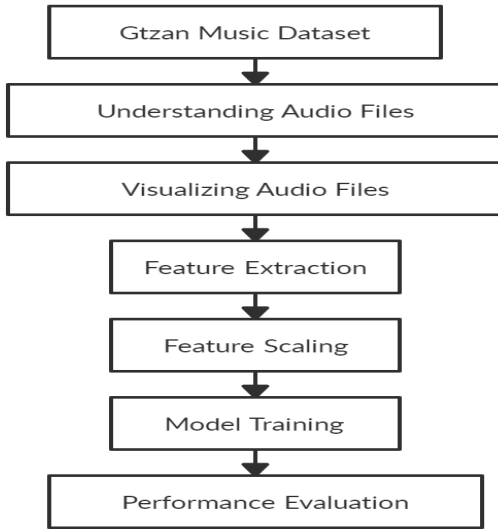 Gtzan Music Dataset
Understanding Audio Files
Visualizing Audio Files
Feature Extraction
Feature Scaling
Model Training
Performance Evaluation